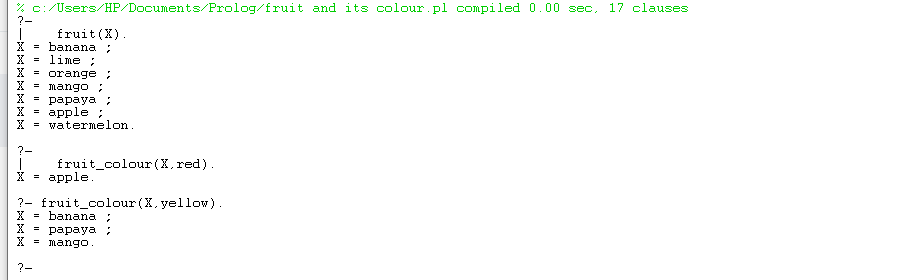 % c:/Users/HP/Documents/Prolog/fruit and its colour.pl compiled 0.00 sec, 17 clauses
?-
|    fruit(X).
X = banana ;
X = lime ;
X = orange ;
X = mango ;
X = papaya ;
X = apple ;
X = watermelon.
?-
|    fruit_colour(X,red).
X = apple.
?- fruit_colour(X,yellow).
X = banana ;
X = papaya ;
X = mango.
?-